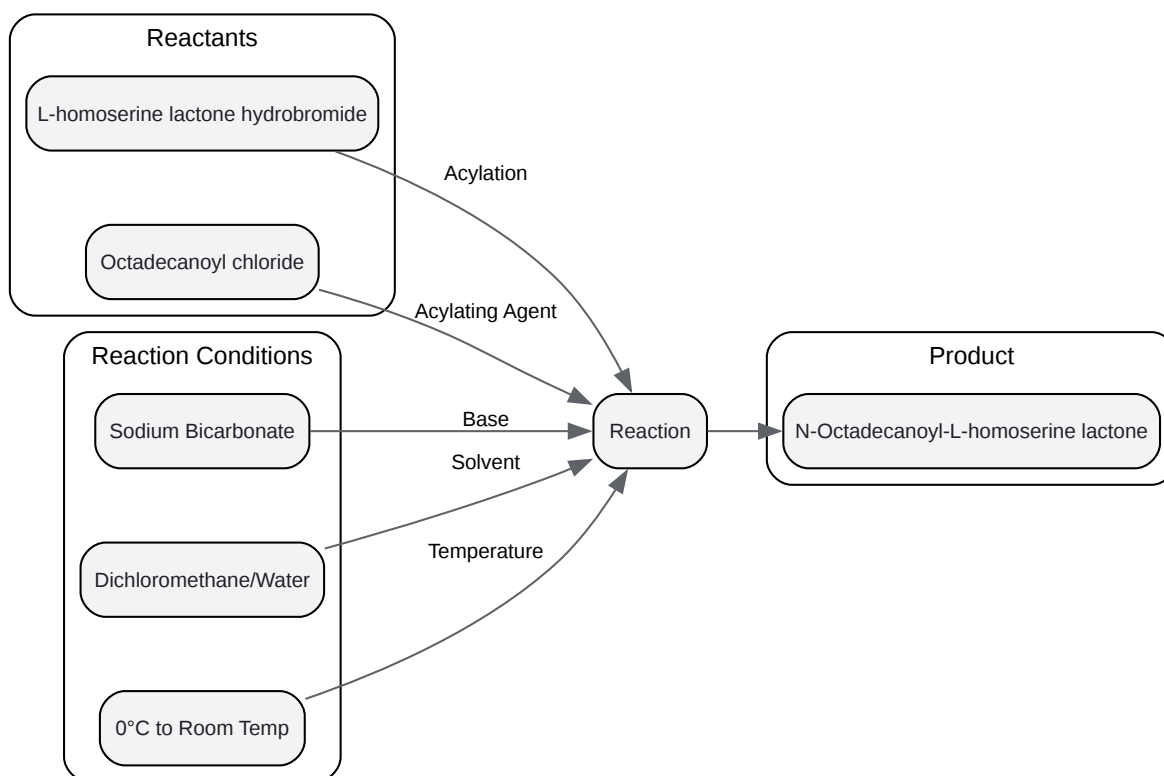 Reactants
L-homoserine lactone hydrobromide
Acylation
Octadecanoyl chloride
Acylating Agent
Reaction Conditions
Product
Sodium Bicarbonate
Base
Reaction
N-Octadecanoyl-L-homoserine lactone
Solvent
Dichloromethane/Water
Temperature
0°C to Room Temp